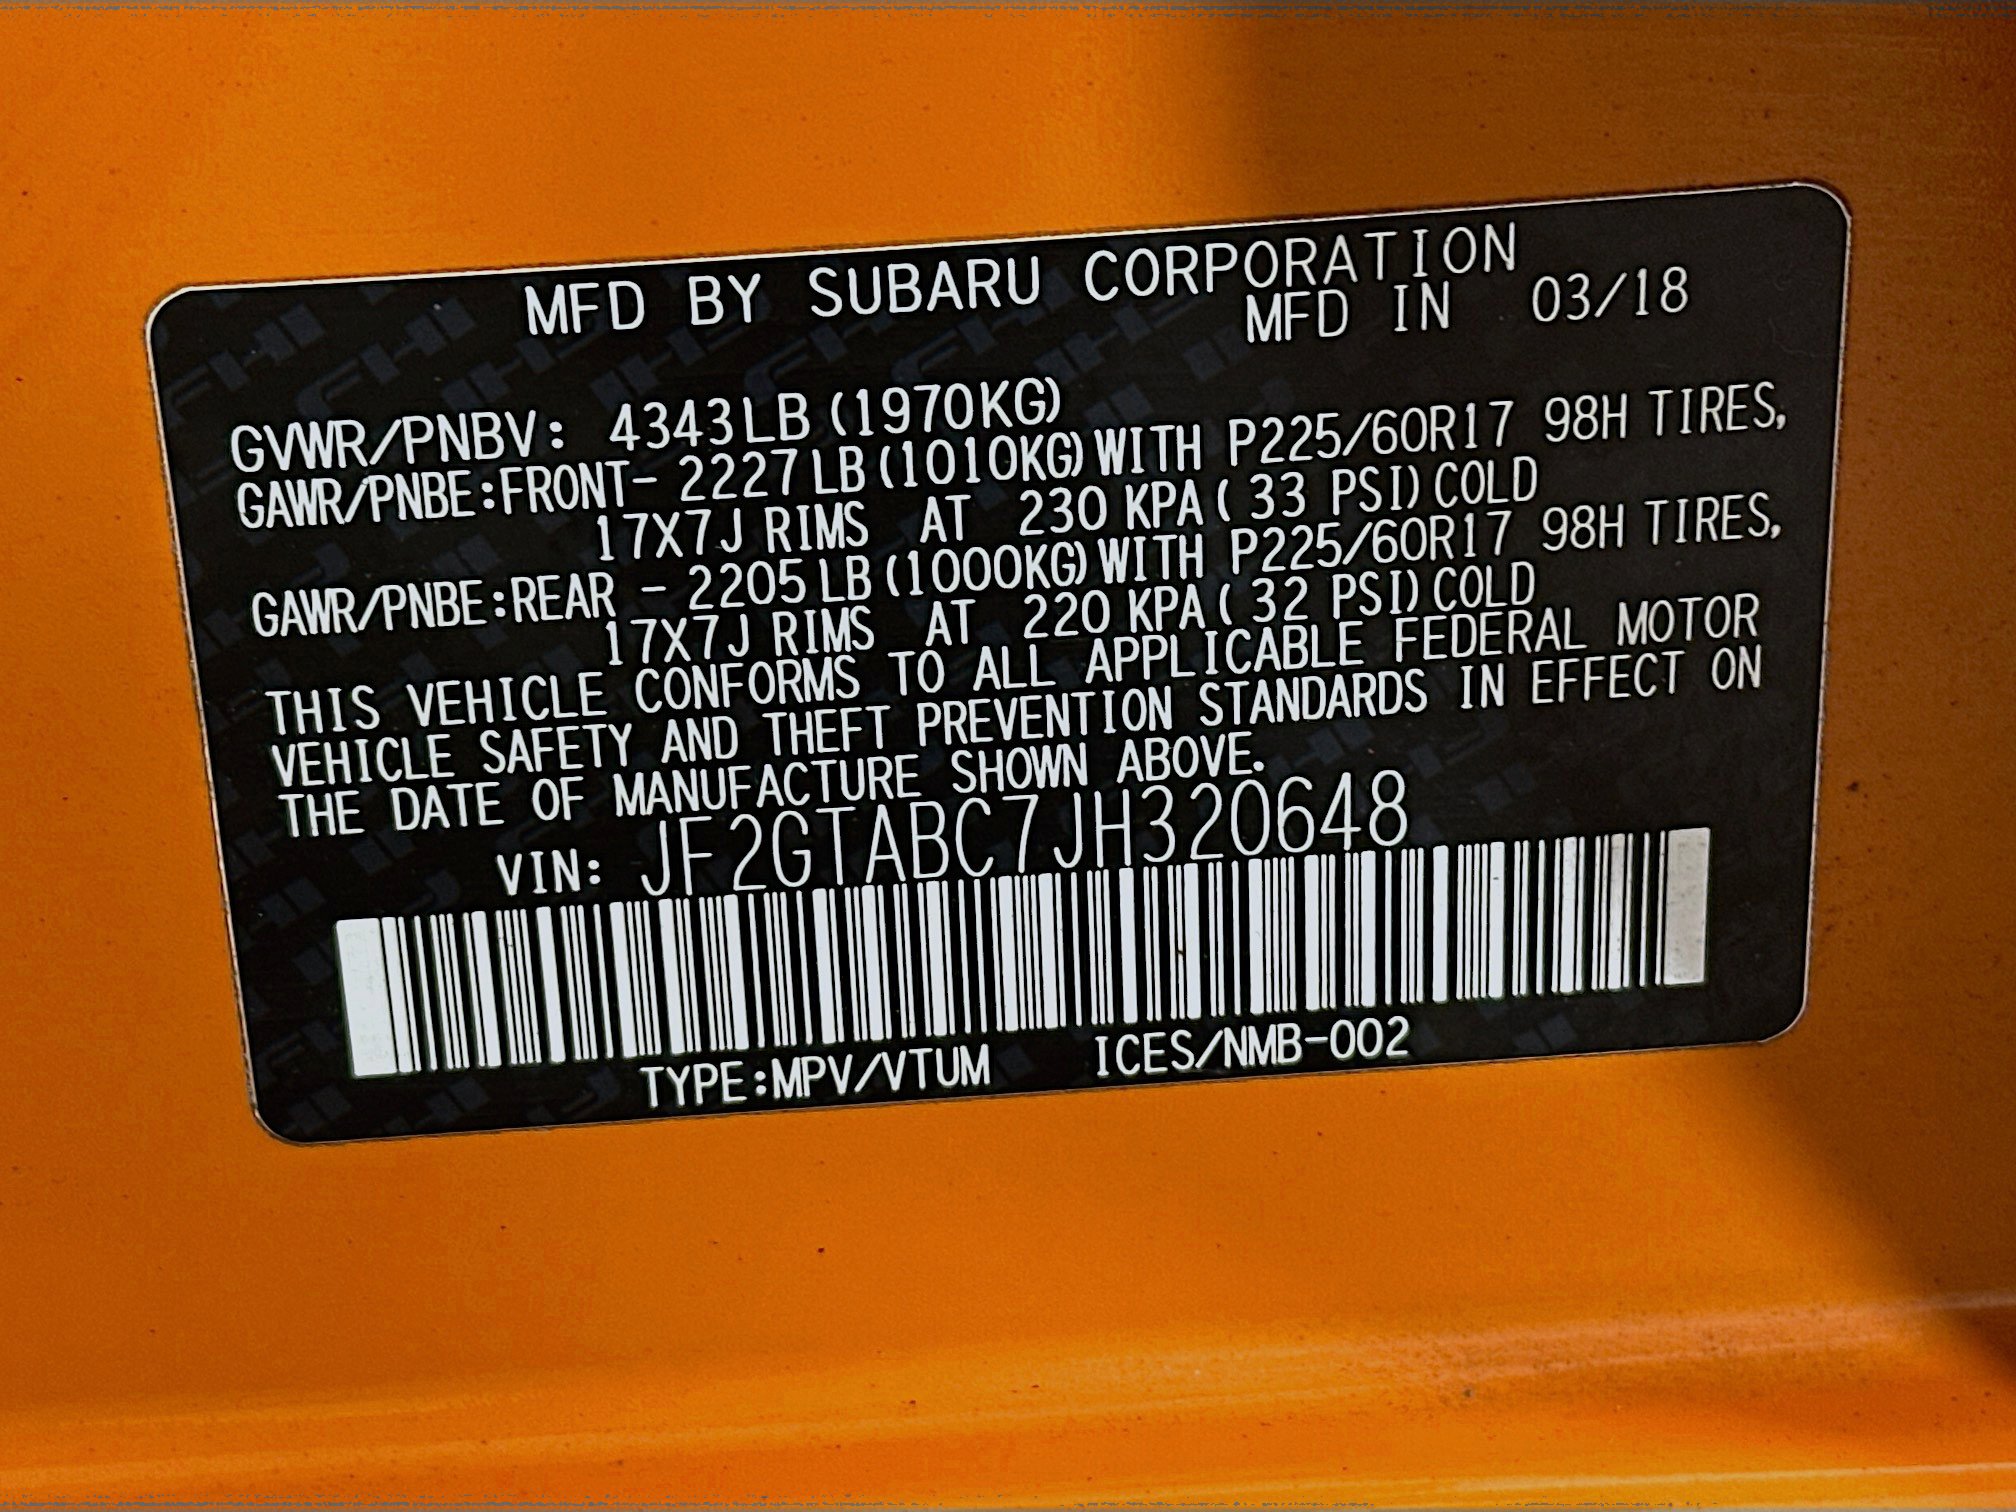 MFD BY SUBARU CORPORATION
MFD IN 03/18
GVWR/PNBV: 4343LB (1970KG)
GAWR/PNBE:FRONT- 2227LB (1010KG) WITH P225/60R17 98H TIRES,
17X7J RIMS AT 230 KPA ( 33 PSI) COLD
GAWR/PNBE:REAR - 2205LB (1000KG) WITH P225/60R17 98H TIRES,
17X7J RIMS AT 220 KPA ( 32 PSI) COLD
THIS VEHICLE CONFORMS TO ALL APPLICABLE FEDERAL MOTOR
VEHICLE SAFETY AND THEFT PREVENTION STANDARDS IN EFFECT ON
THE DATE OF MANUFACTURE SHOWN ABOVE.
VIN: JF2GTABC7JH320648
TYPE:MPV/VTUM ICES/NMB-002